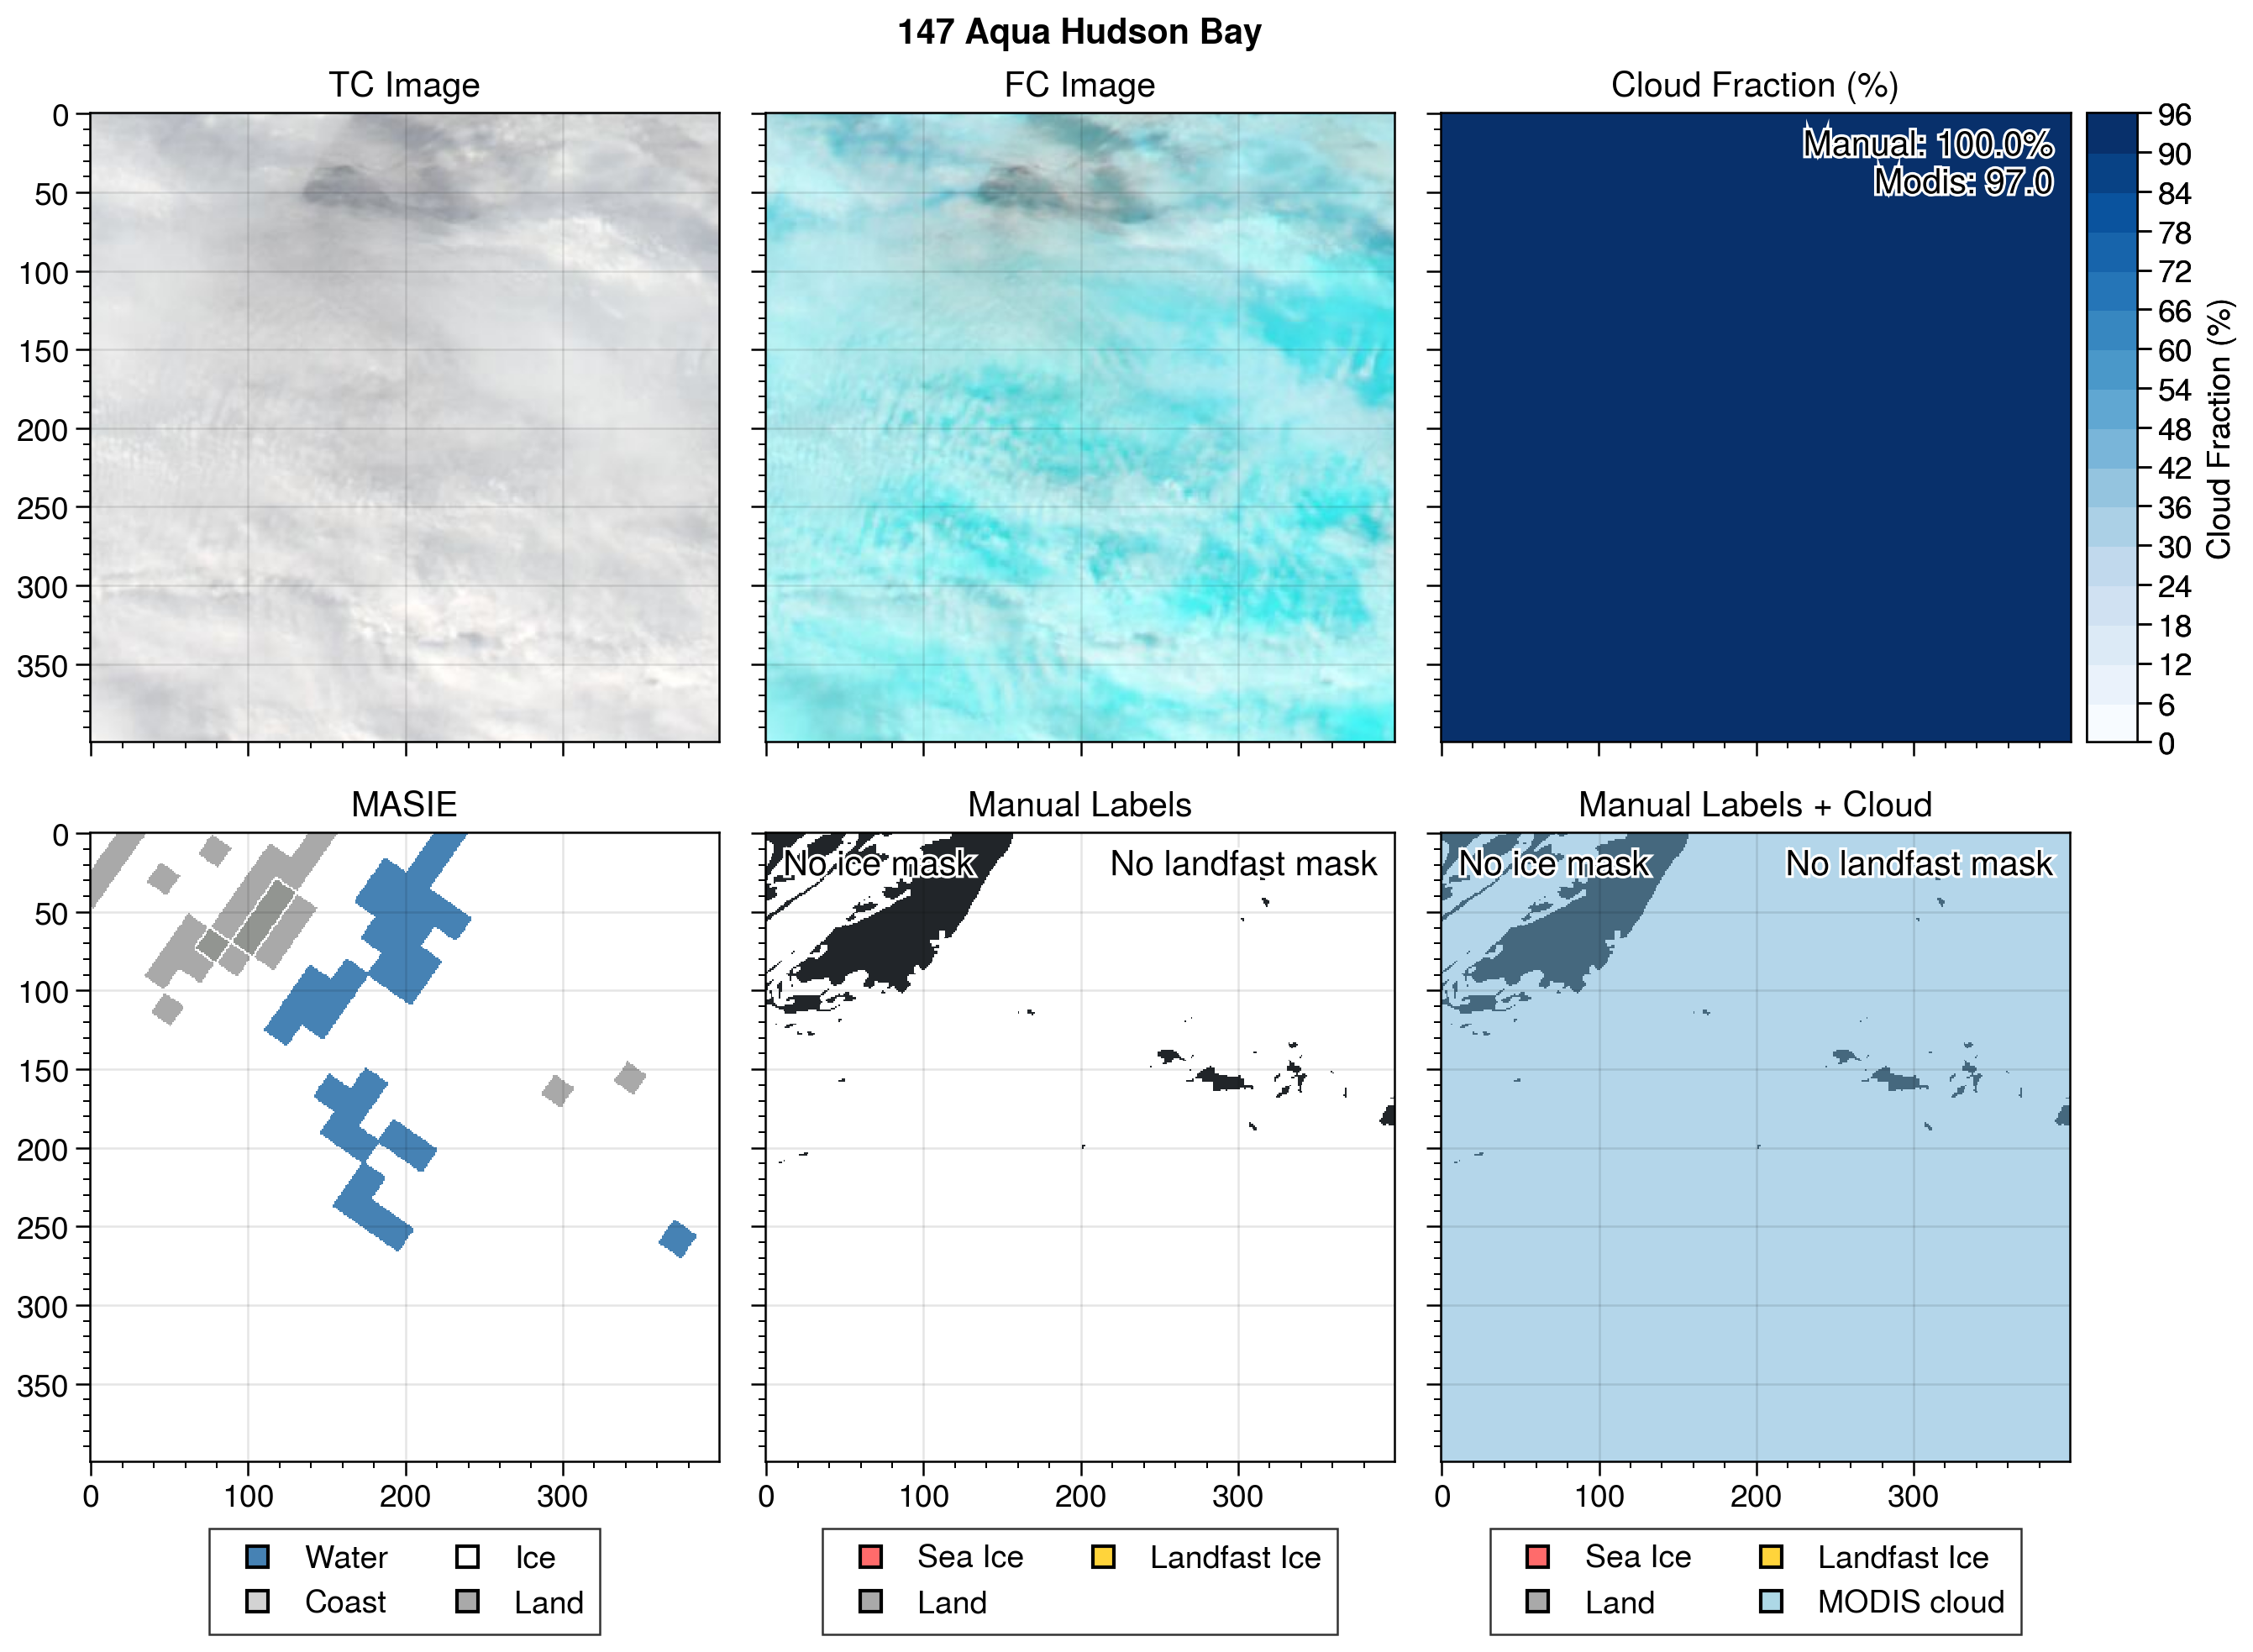 147 Aqua Hudson Bay
TC Image
FC Image
Cloud Fraction (%)
0
50
100
150
200
250
300
350
Manual: 100.0%
Modis: 97.0
96
90
84
78
72
66
60
54
48
42
36
30
24
18
12
6
0
Cloud Fraction (%)
MASIE
Manual Labels
Manual Labels + Cloud
0
50
100
150
200
250
300
350
No ice mask
No landfast mask
No ice mask
No landfast mask
0 100 200 300
0 100 200 300
0 100 200 300
Water Ice
Coast Land
Sea Ice Landfast Ice
Land
Sea Ice Landfast Ice
Land MODIS cloud